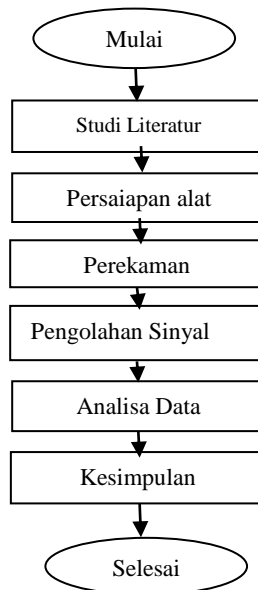 Mulai
Studi Literatur
Persaiapan alat
Perekaman
Pengolahan Sinyal
Analisa Data
Kesimpulan
Selesai